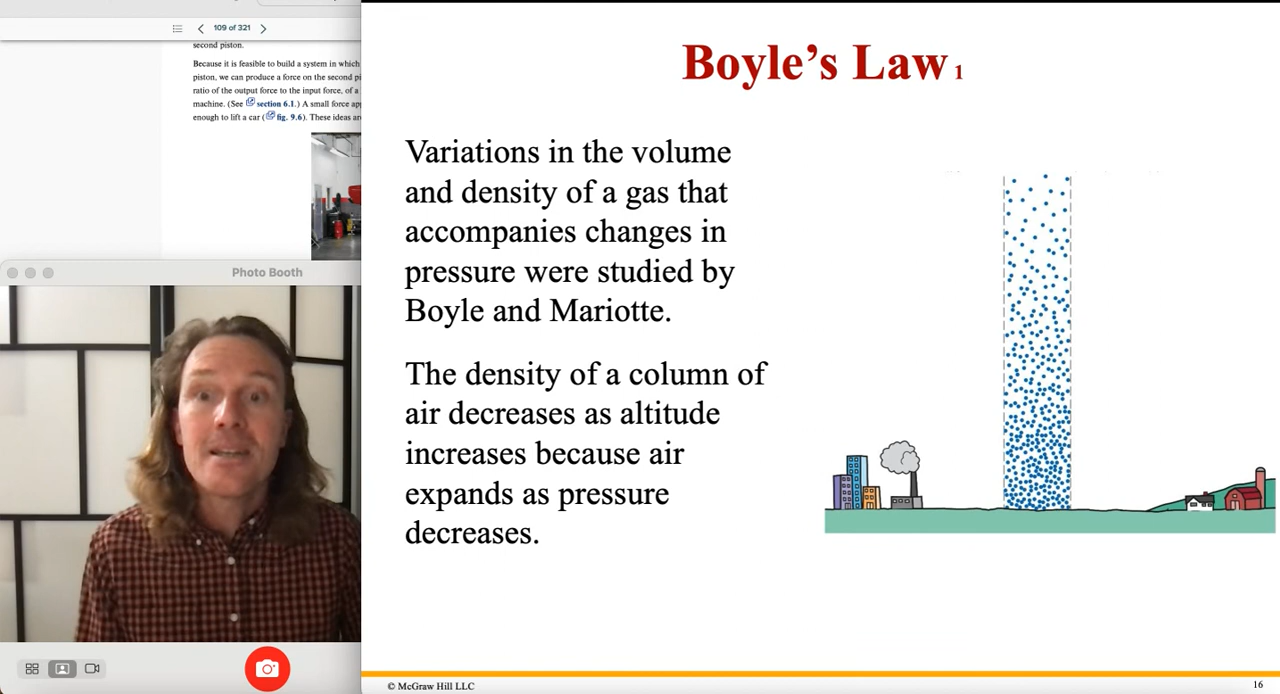 109 of 321
second piston.
Because it is feasible to build a system in which
piston, we can produce a force on the second pi
ratio of the output force to the input force, of a
machine. (See section 6.1.) A small force app
enough to lift a car (fig. 9.6). These ideas are
Photo Booth
Boyle's Law 1
Variations in the volume
and density of a gas that
accompanies changes in
pressure were studied by
Boyle and Mariotte.
The density of a column of
air decreases as altitude
increases because air
expands as pressure
decreases.
© McGraw Hill LLC
16